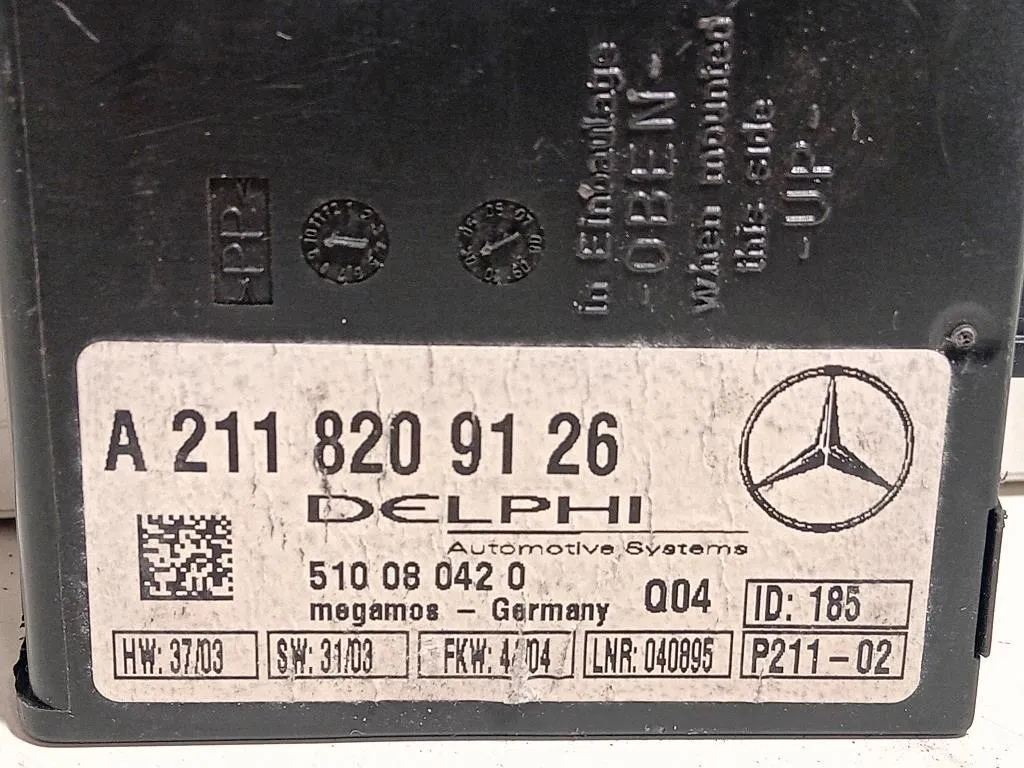 in Einbaulage
- OBEN -
when mounted
this side
- UP -
>PP<
A 211 820 91 26
DELPHI
Automotive Systems
510 08 042 0
megamos - Germany
Q04
ID: 185
HW: 37/03
SW: 31/03
LNR: 040895
P211-02